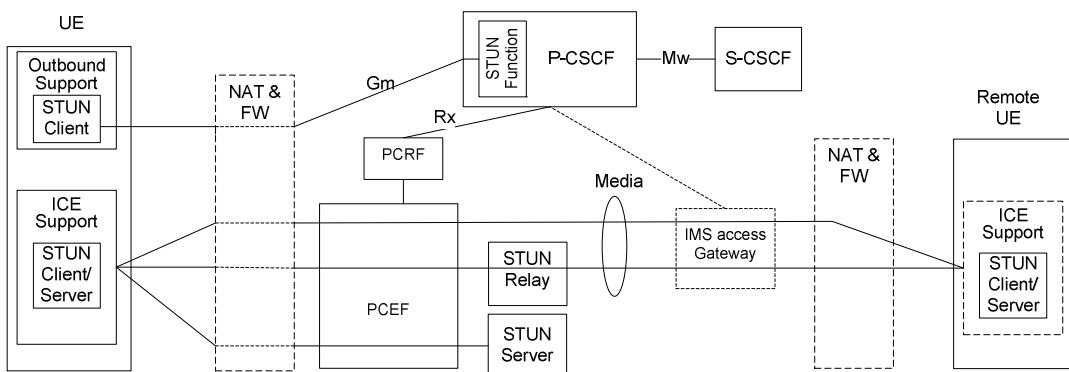 UE
Outbound
Support
STUN
Client
ICE
Support
STUN
Client/
Server
NAT &
FW
Gm
STUN
Function
P-CSCF
Mw
S-CSCF
Rx
PCRF
PCEF
Media
STUN
Relay
STUN
Server
IMS access
Gateway
NAT &
FW
Remote
UE
ICE
Support
STUN
Client/
Server